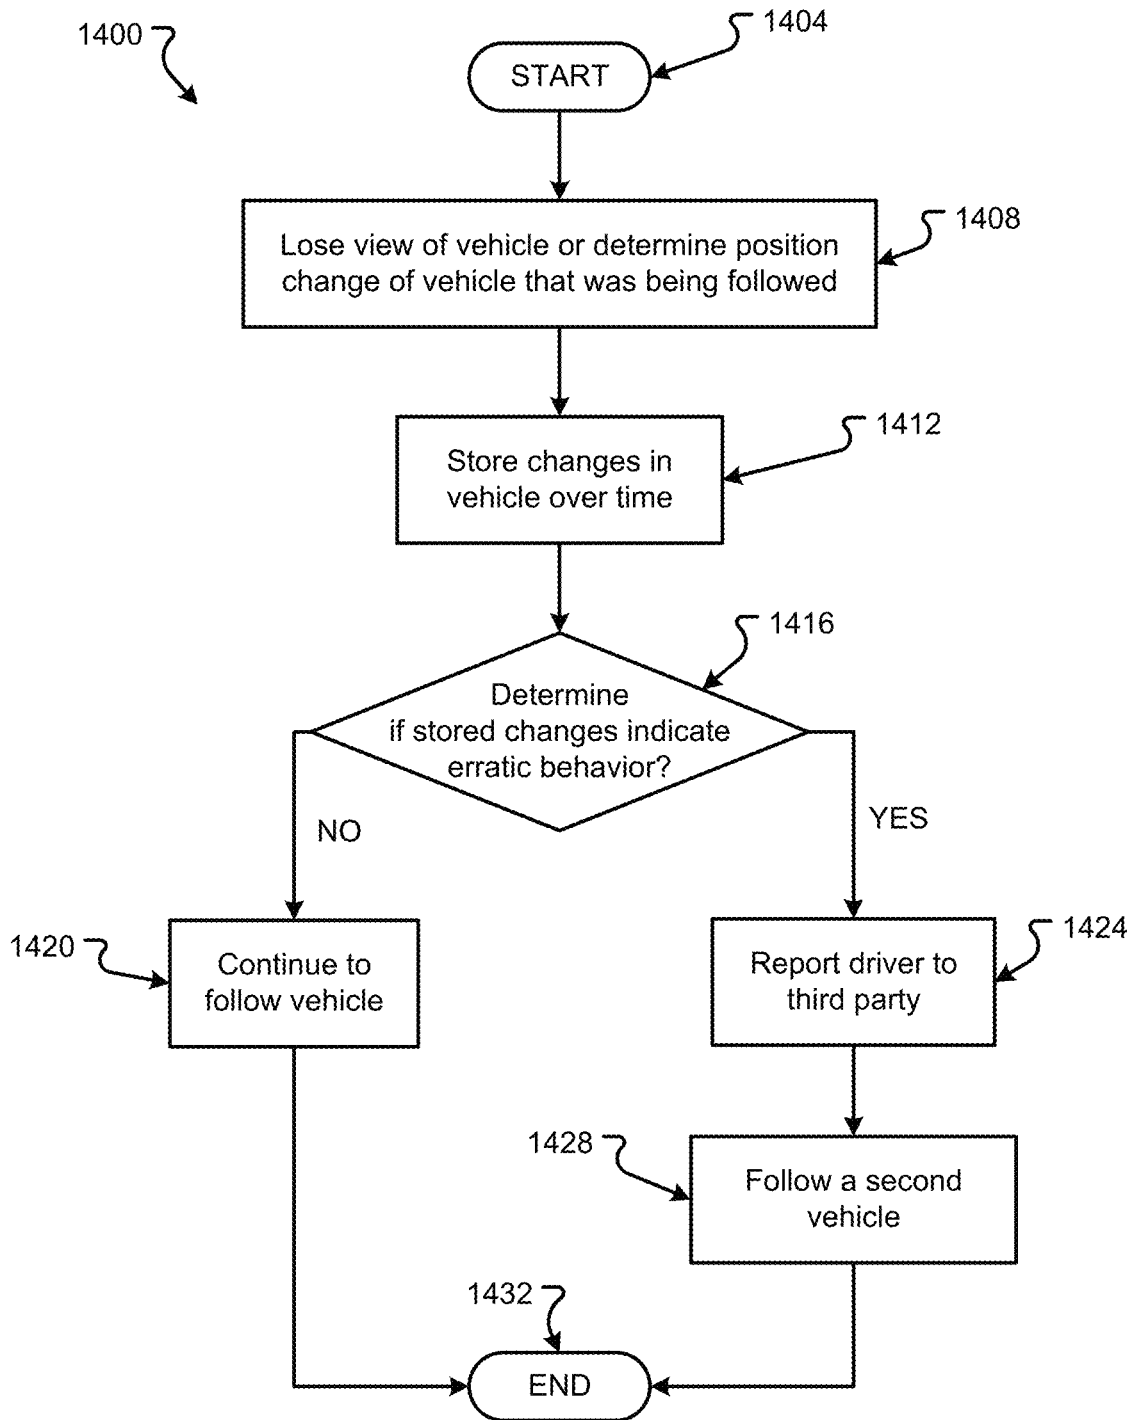 1400
1404
START
1408
Lose view of vehicle or determine position
change of vehicle that was being followed
1412
Store changes in
vehicle over time
1416
Determine
if stored changes indicate
erratic behavior?
NO
YES
1420
Continue to
follow vehicle
1424
Report driver to
third party
1428
Follow a second
vehicle
1432
END